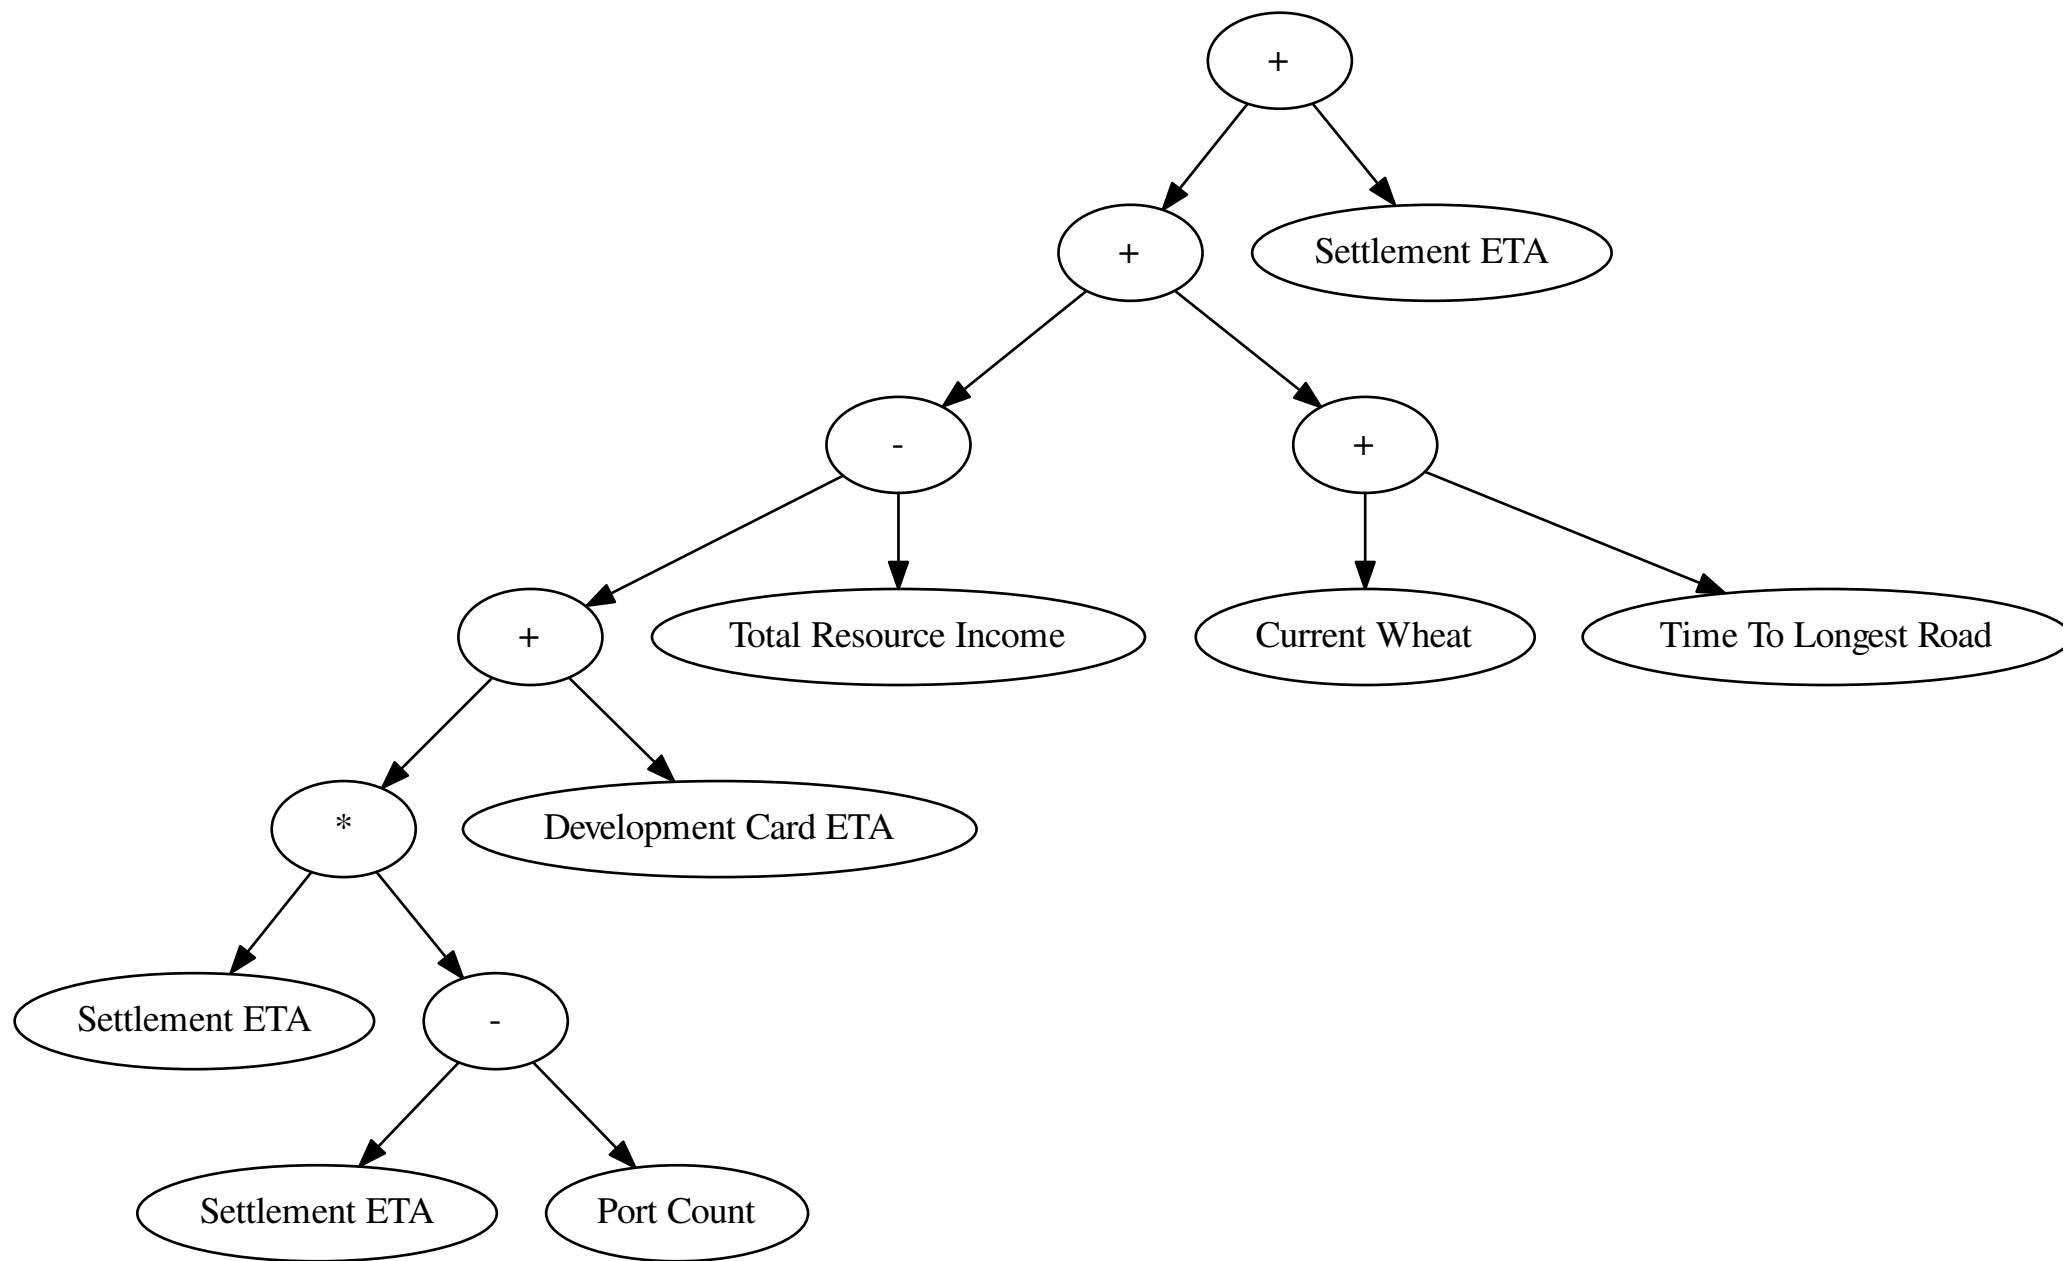 +
+
Settlement ETA
-
+
+
Total Resource Income
Current Wheat
Time To Longest Road
*
Development Card ETA
Settlement ETA
-
Settlement ETA
Port Count